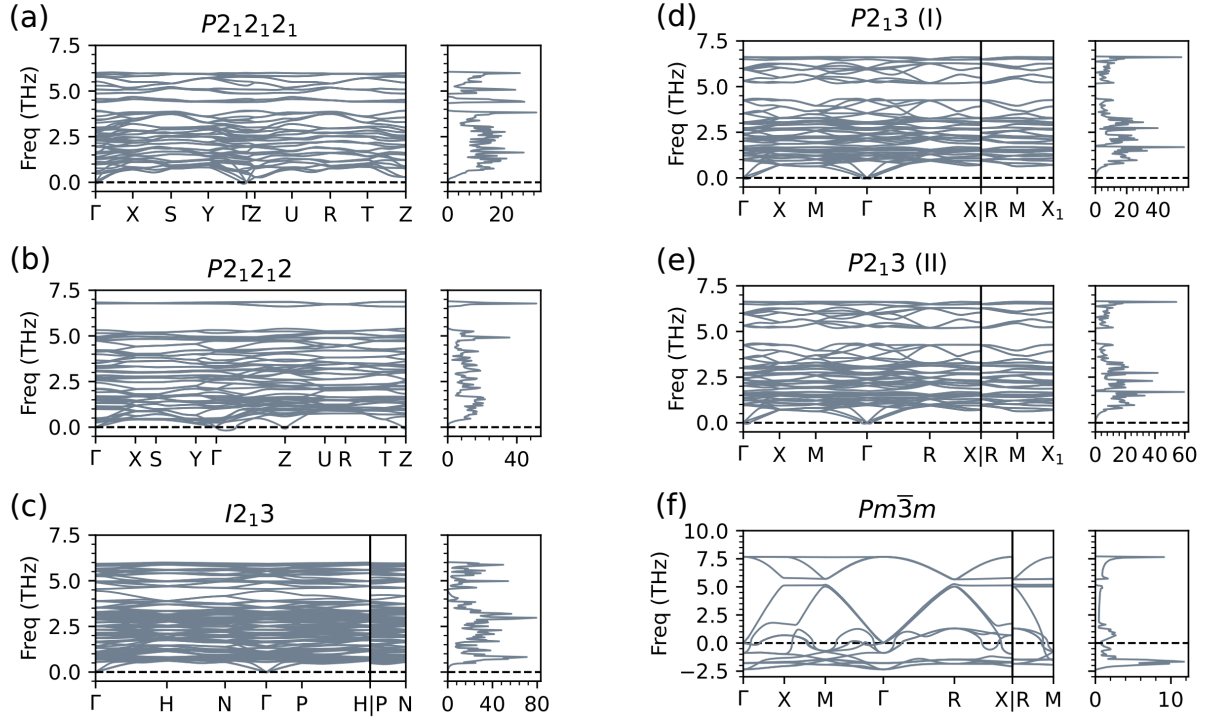 (a)
P2₁2₁2₁
7.5
5.0
2.5
0.0
Freq (THz)
Γ X S Y Γ Z U R T Z
0 20
(b)
P2₁2₁2
7.5
5.0
2.5
0.0
Freq (THz)
Γ X S Y Γ Z U R T Z
0 40
(c)
I2₁3
7.5
5.0
2.5
0.0
Freq (THz)
Γ H N Γ P H|P N
0 40 80
(d)
P2₁3 (I)
7.5
5.0
2.5
0.0
Freq (THz)
Γ X M Γ R X|R M X₁
0 20 40
(e)
P2₁3 (II)
7.5
5.0
2.5
0.0
Freq (THz)
Γ X M Γ R X|R M X₁
0 20 40 60
(f)
Pm3̅m
10.0
7.5
5.0
2.5
0.0
−2.5
Freq (THz)
Γ X M Γ R X|R M
0 10